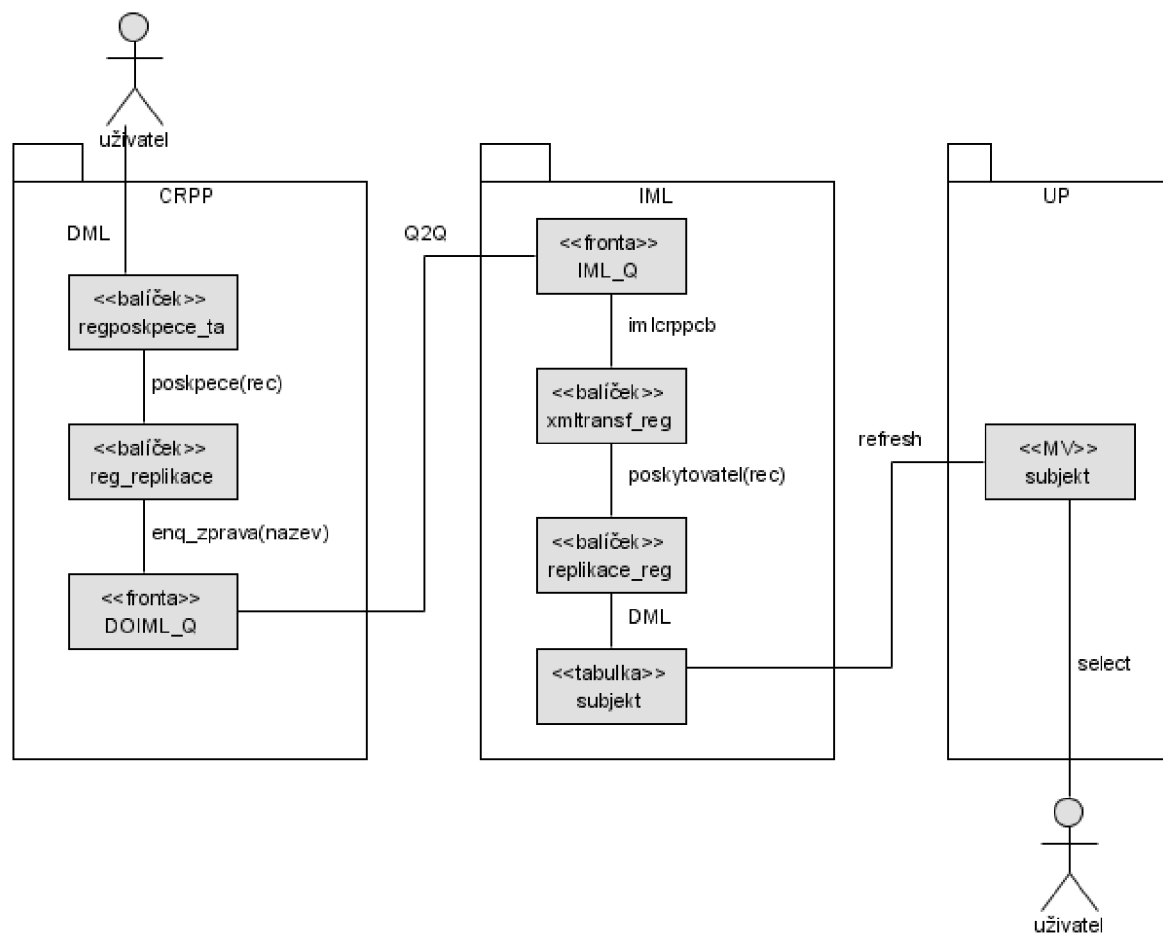 uživatel
CRPP
DML
<<balíček>>
regposkpece_ta
poskpece(rec)
<<balíček>>
reg_replikace
enq_zprava(nazev)
<<fronta>>
DOIML_Q
Q2Q
IML
<<fronta>>
IML_Q
imlcrppcb
<<balíček>>
xmltransf_reg
poskytovatel(rec)
<<balíček>>
replikace_reg
DML
<<tabulka>>
subjekt
refresh
UP
<<MV>>
subjekt
select
uživatel